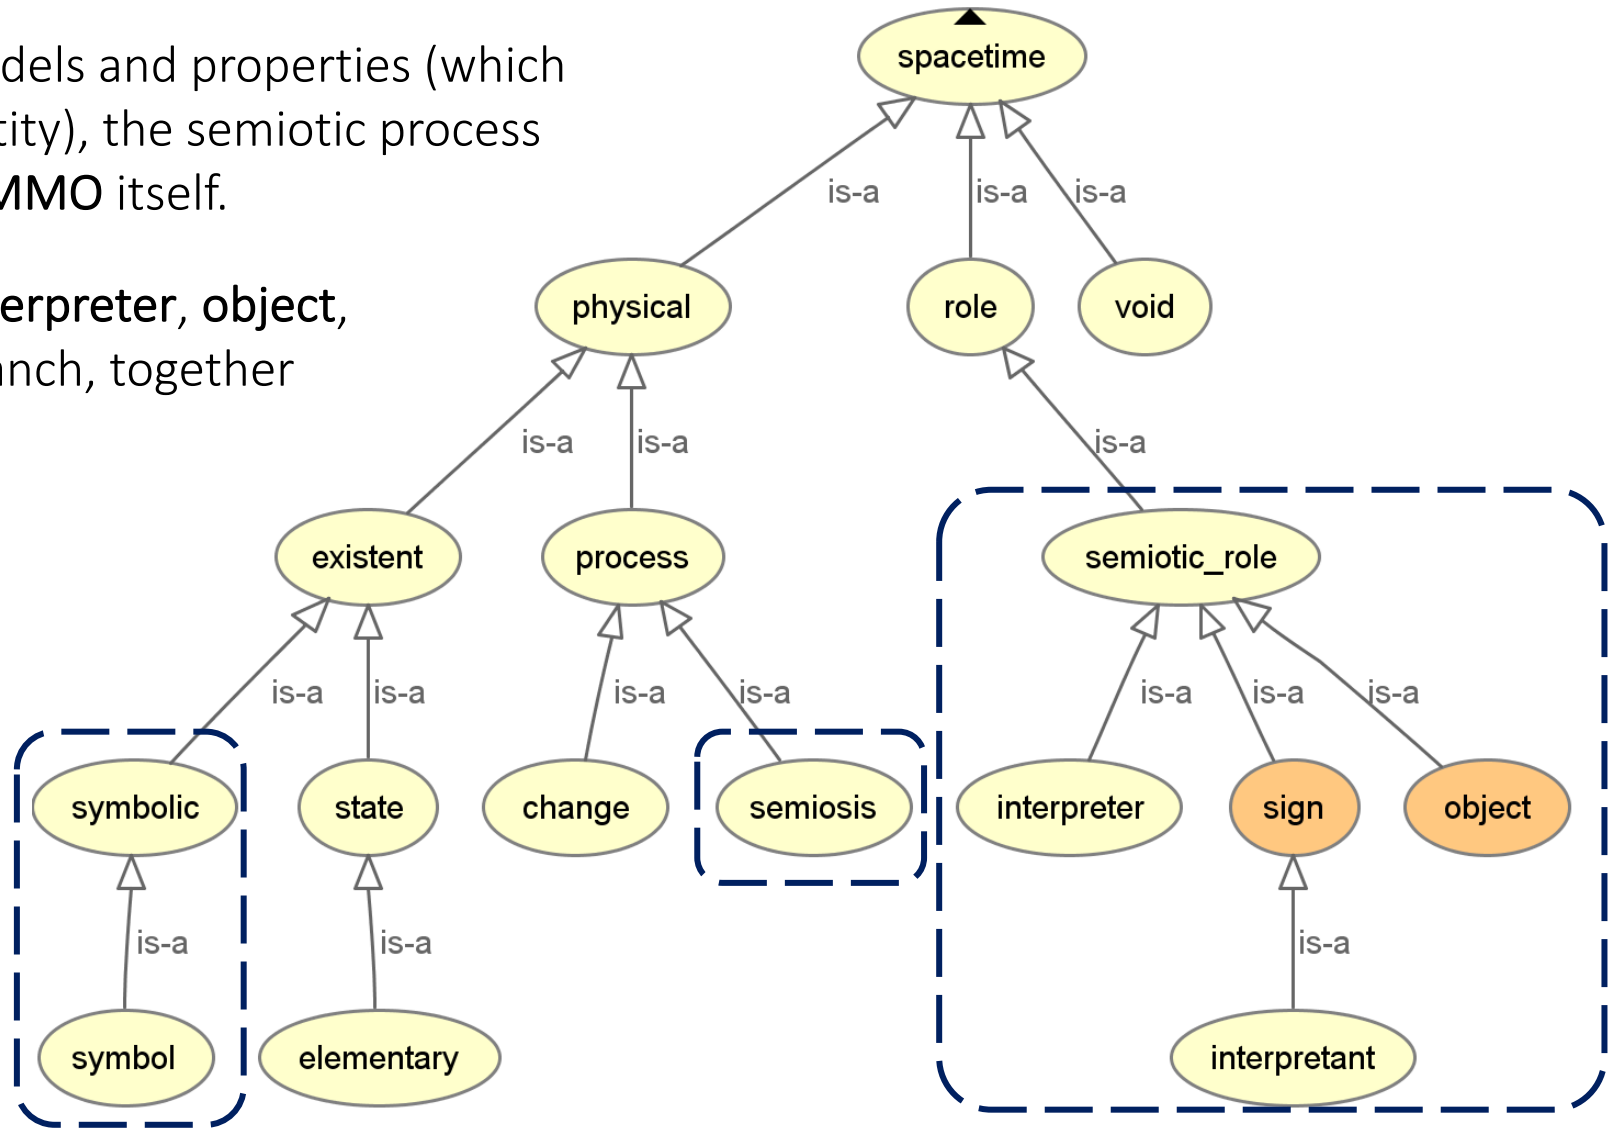 dels and properties (which
tity), the semiotic process
MMO itself.
erpreter, object,
anch, together
spacetime
is-a is-a is-a
physical role void
is-a is-a is-a
existent process semiotic_role
is-a is-a is-a is-a is-a is-a is-a
symbolic state change semiosis interpreter sign object
is-a is-a is-a
symbol elementary interpretant